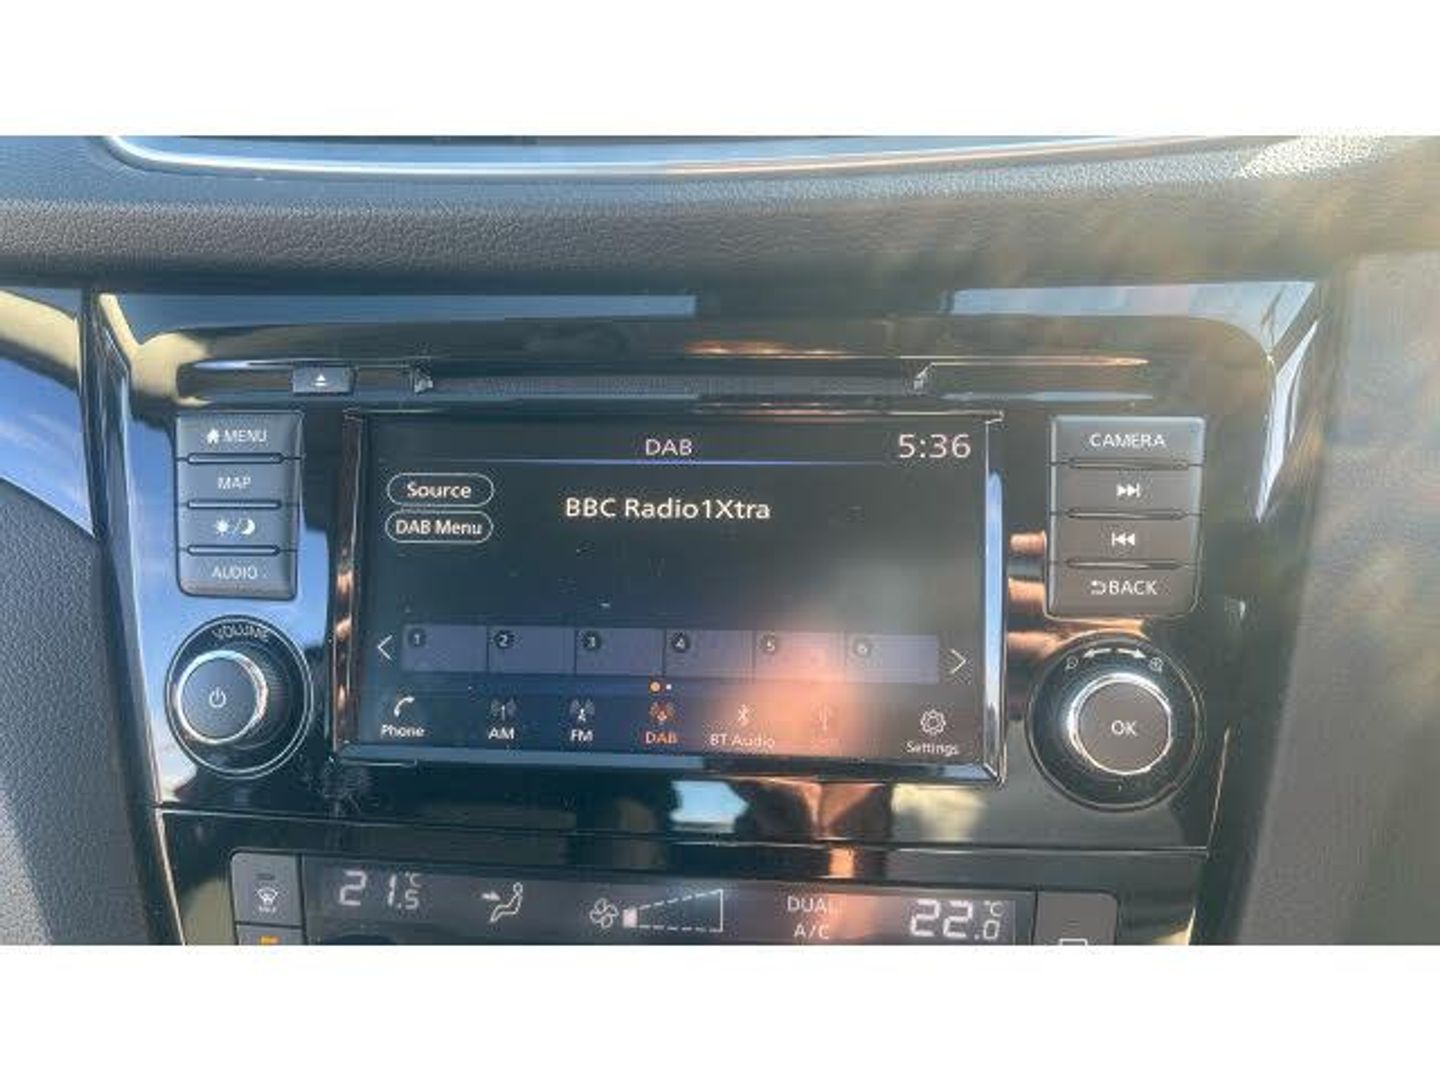 MENU
MAP
AUDIO
VOLUME
DAB 5:36
Source
DAB Menu
BBC Radio1Xtra
1 2 3 4 5 6
Phone AM FM DAB BT Audio Settings
CAMERA
BACK
OK
21.5 °C
DUAL
A/C
22.0 °C